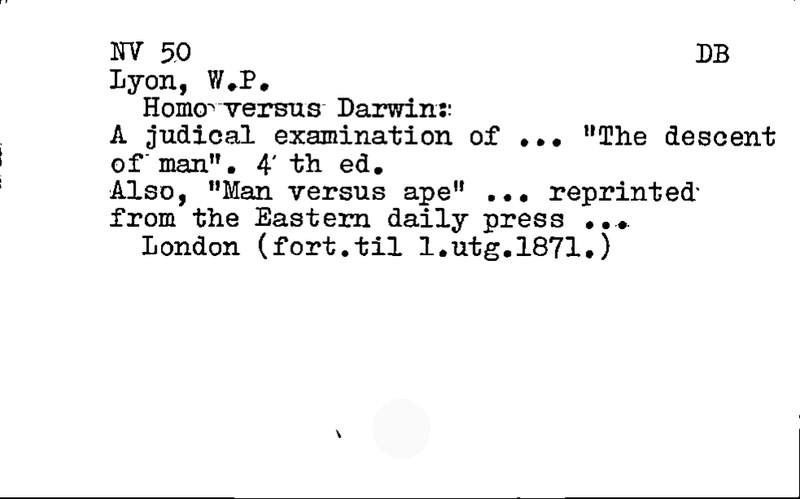 NV 50 DB
Lyon, W.P.
Homo versus Darwin:
A judical examination of ... "The descent
of man". 4 th ed.
Also, "Man versus ape" ... reprinted
from the Eastern daily press ...
London (fort.til 1.utg.1871.)